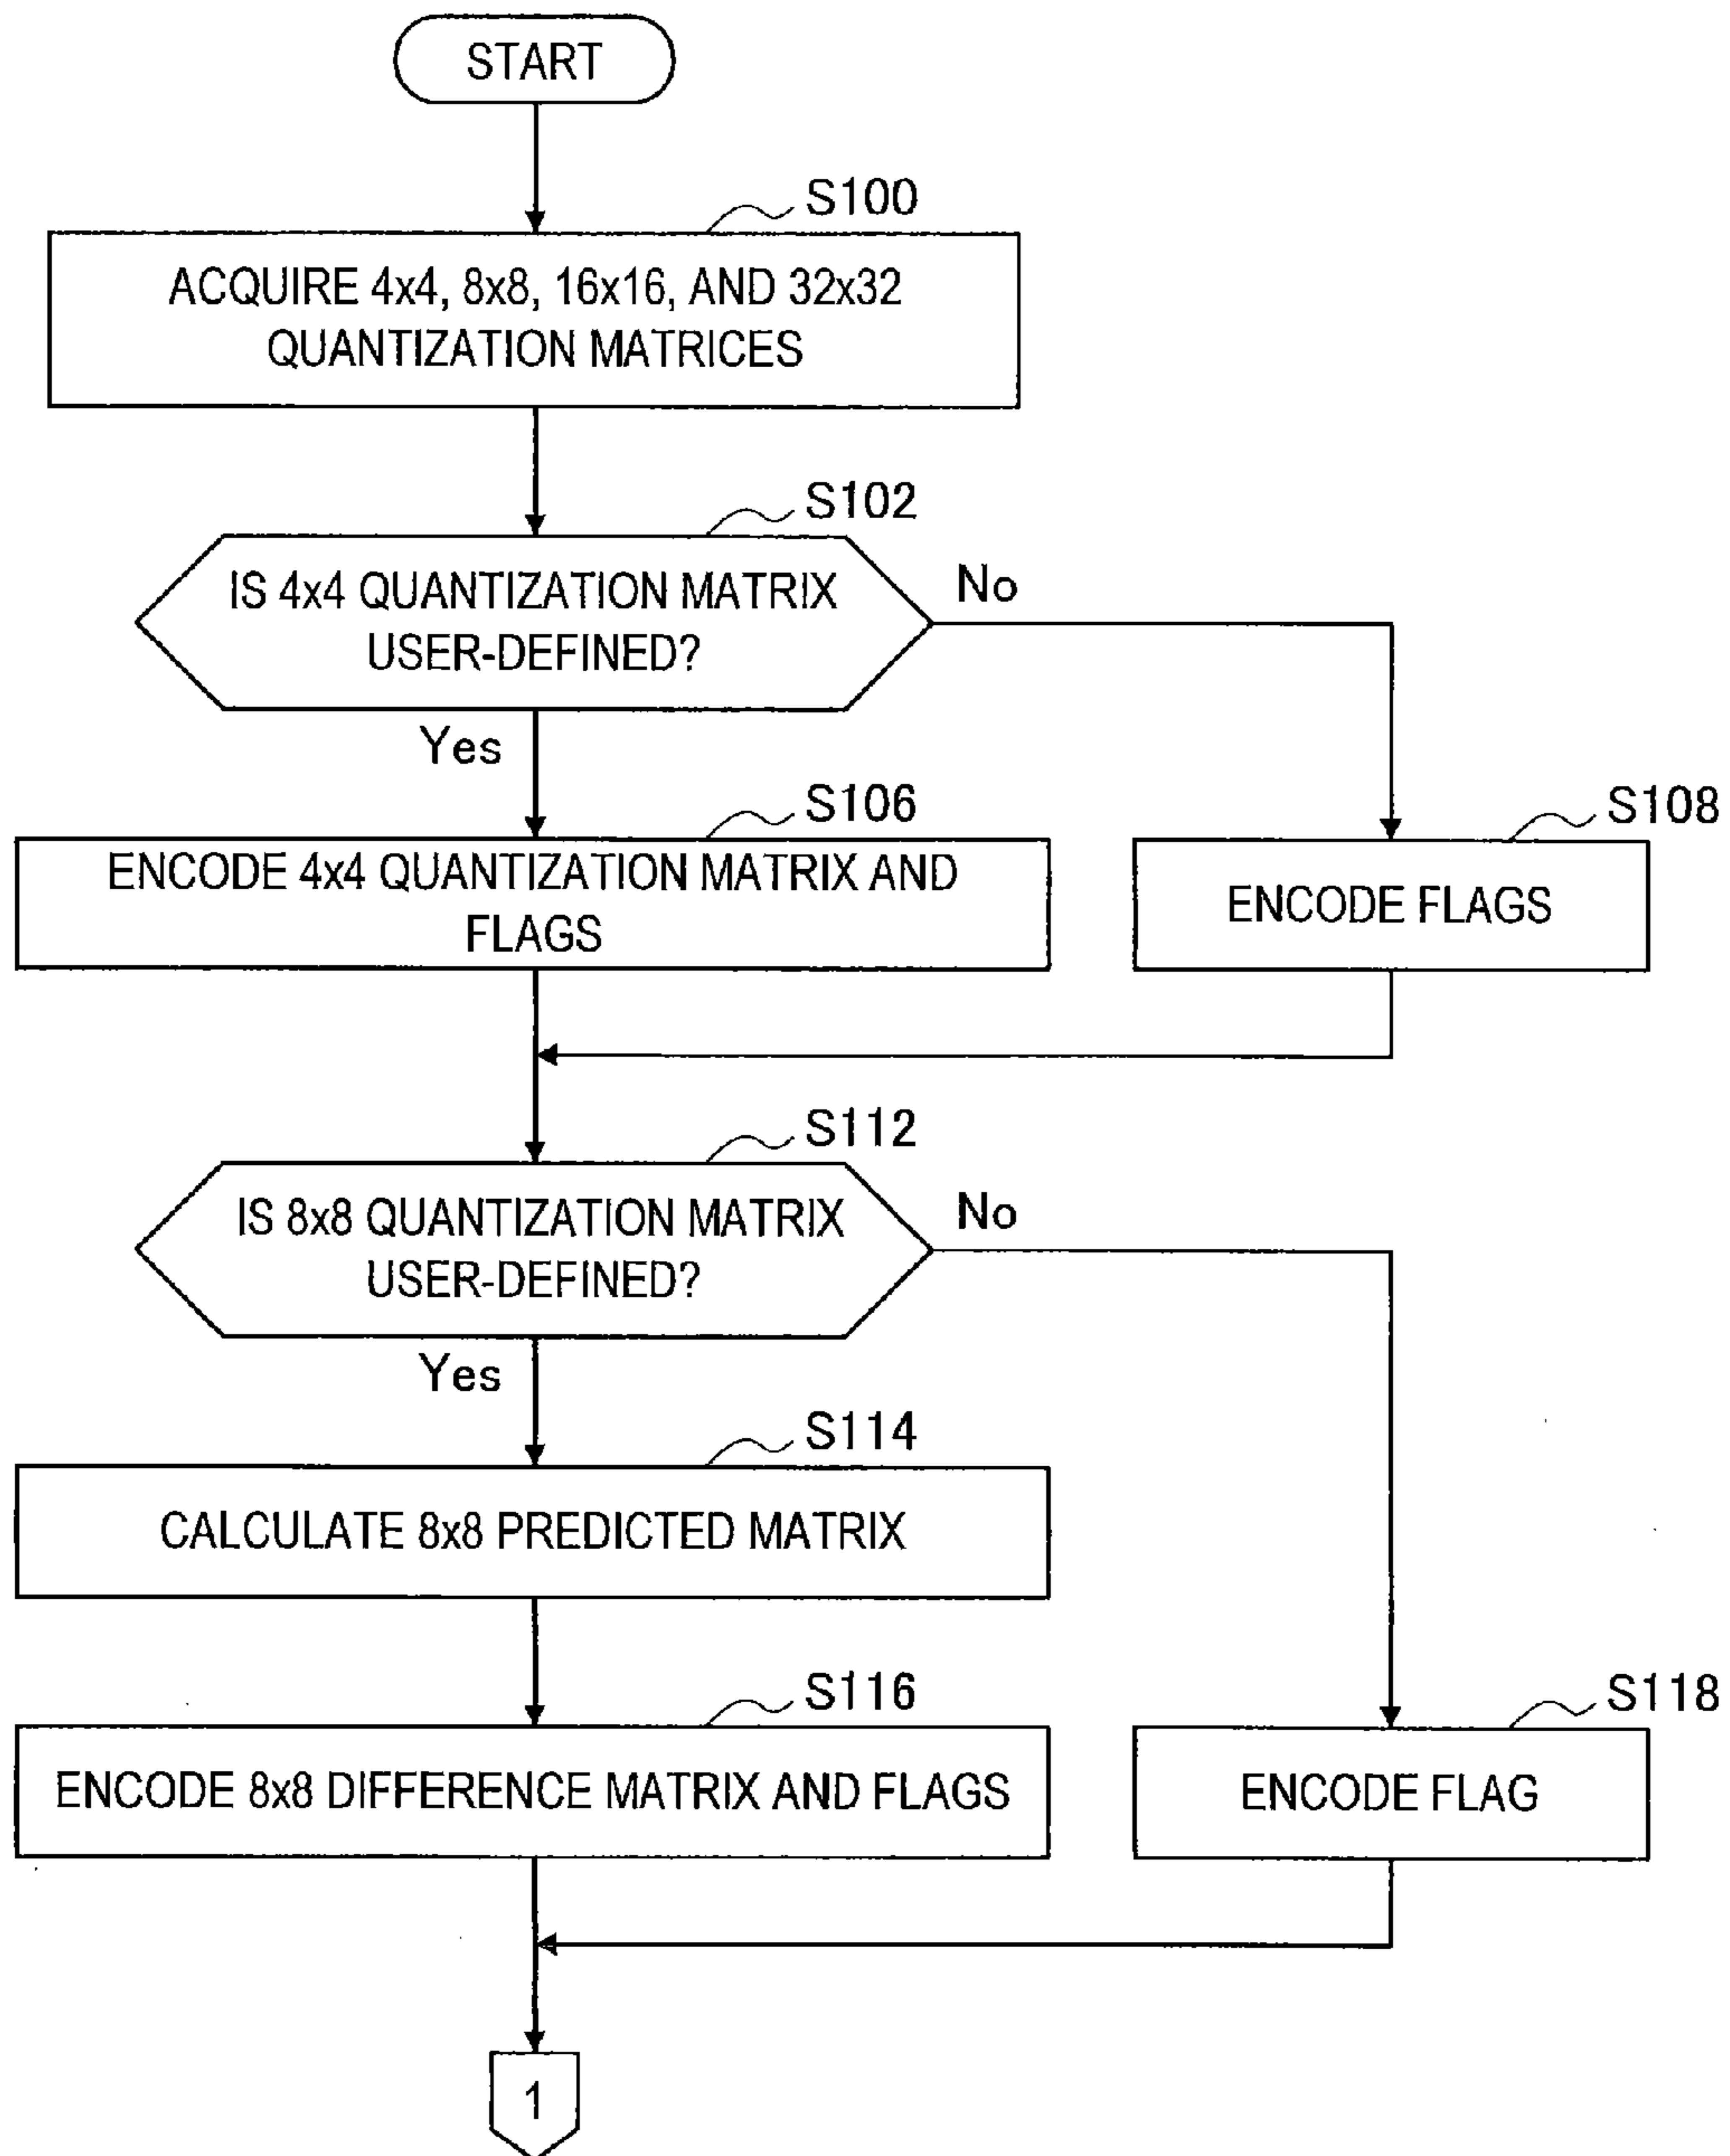 START
S100
ACQUIRE 4x4, 8x8, 16x16, AND 32x32
QUANTIZATION MATRICES
S102
IS 4x4 QUANTIZATION MATRIX
USER-DEFINED?
No
Yes
S106
ENCODE 4x4 QUANTIZATION MATRIX AND
FLAGS
S108
ENCODE FLAGS
S112
IS 8x8 QUANTIZATION MATRIX
USER-DEFINED?
No
Yes
S114
CALCULATE 8x8 PREDICTED MATRIX
S116
ENCODE 8x8 DIFFERENCE MATRIX AND FLAGS
S118
ENCODE FLAG
1